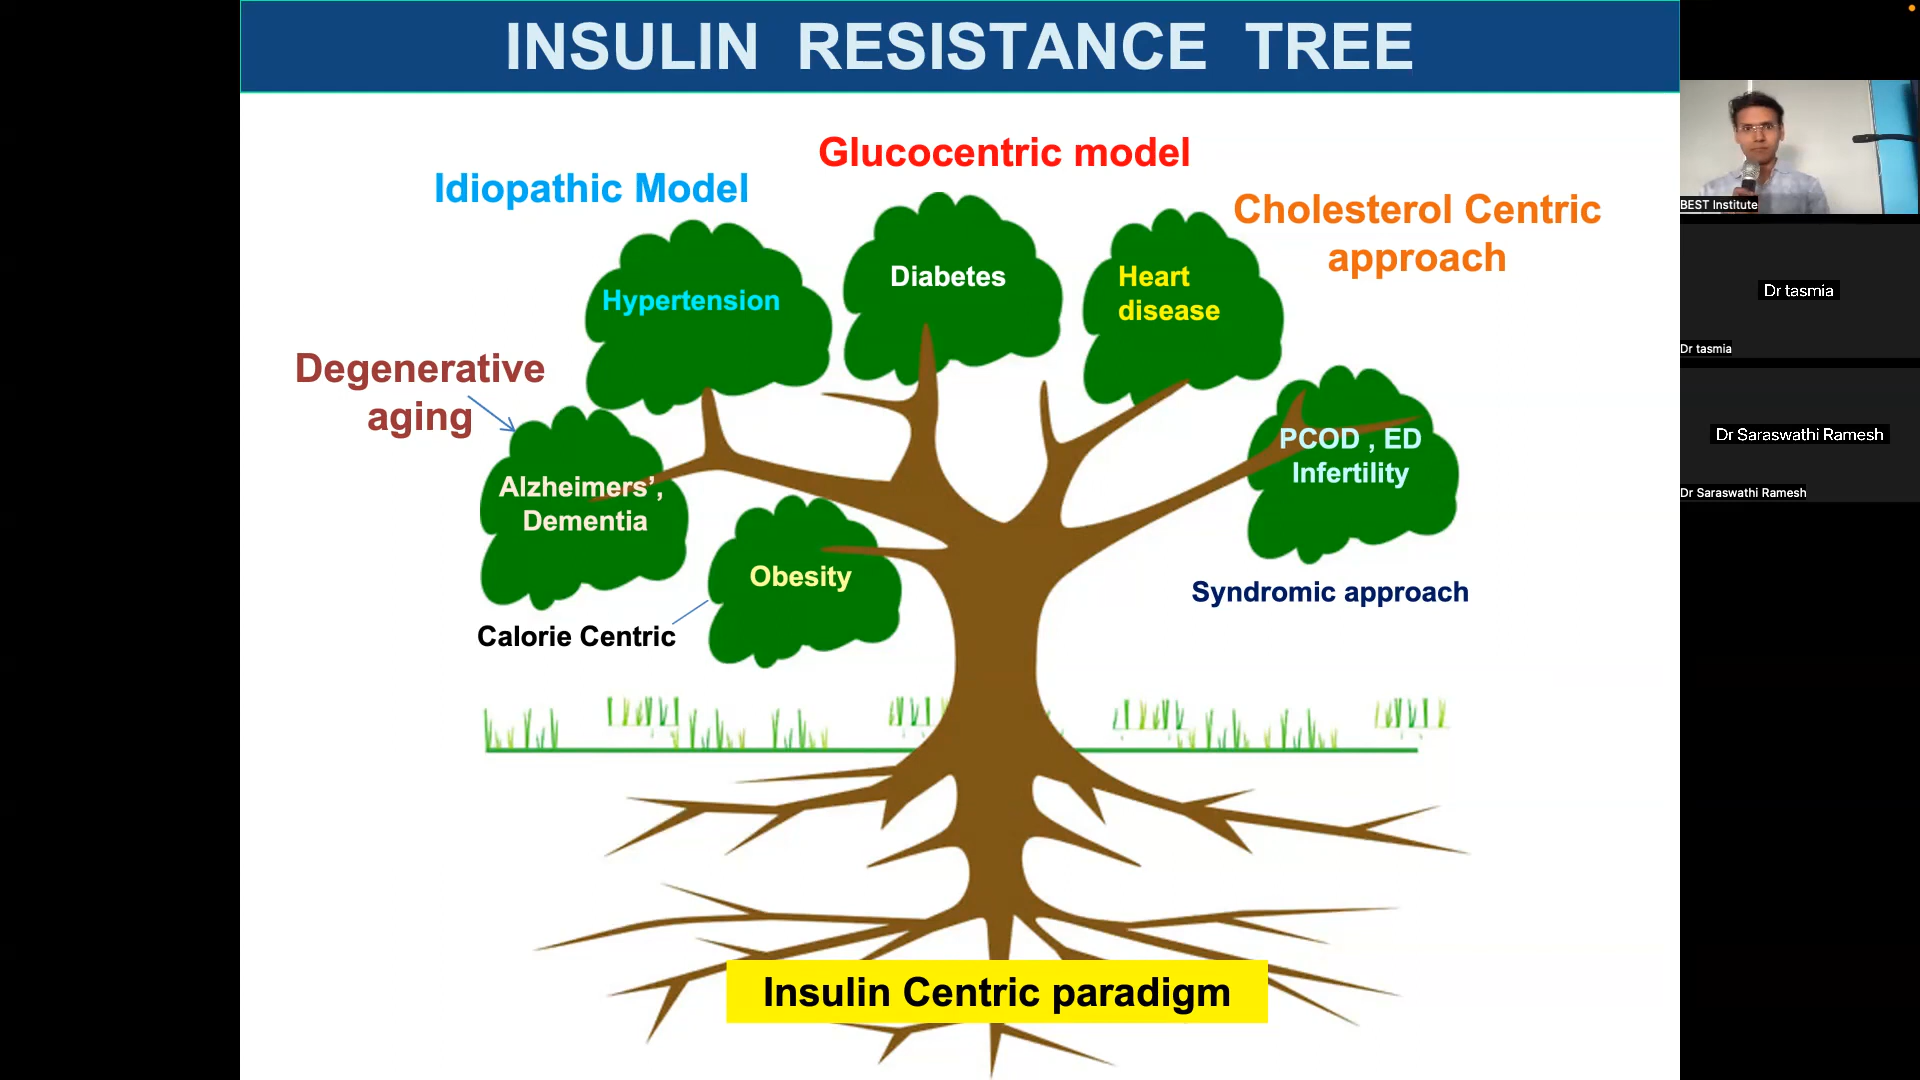 INSULIN RESISTANCE TREE
Glucocentric model
Idiopathic Model
Cholesterol Centric
approach
Hypertension
Diabetes
Heart
disease
Degenerative
aging
PCOD , ED
Infertility
Alzheimers’,
Dementia
Obesity
Calorie Centric
Syndromic approach
Insulin Centric paradigm
BEST Institute
Dr tasmia
Dr tasmia
Dr Saraswathi Ramesh
Dr Saraswathi Ramesh